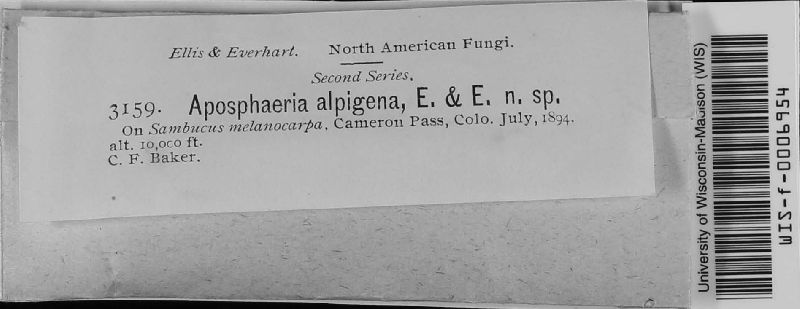 Ellis & Everhart. North American Fungi.
Second Series.
3159. Aposphaeria alpigena, E. & E. n. sp.
On Sambucus melanocarpa, Cameron Pass, Colo. July, 1894.
alt. 10,000 ft.
C. F. Baker.
University of Wisconsin-Madison (WIS)
WIS-f-0006954